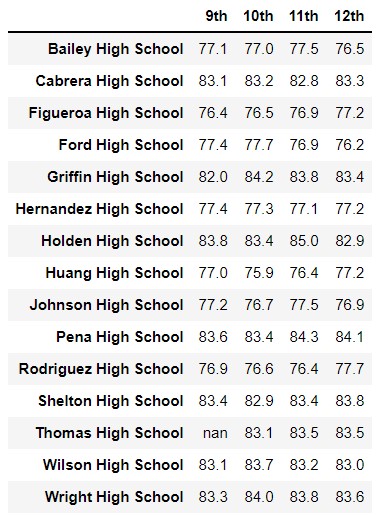 9th 10th 11th 12th
Bailey High School 77.1 77.0 77.5 76.5
Cabrera High School 83.1 83.2 82.8 83.3
Figueroa High School 76.4 76.5 76.9 77.2
Ford High School 77.4 77.7 76.9 76.2
Griffin High School 82.0 84.2 83.8 83.4
Hernandez High School 77.4 77.3 77.1 77.2
Holden High School 83.8 83.4 85.0 82.9
Huang High School 77.0 75.9 76.4 77.2
Johnson High School 77.2 76.7 77.5 76.9
Pena High School 83.6 83.4 84.3 84.1
Rodriguez High School 76.9 76.6 76.4 77.7
Shelton High School 83.4 82.9 83.4 83.8
Thomas High School nan 83.1 83.5 83.5
Wilson High School 83.1 83.7 83.2 83.0
Wright High School 83.3 84.0 83.8 83.6